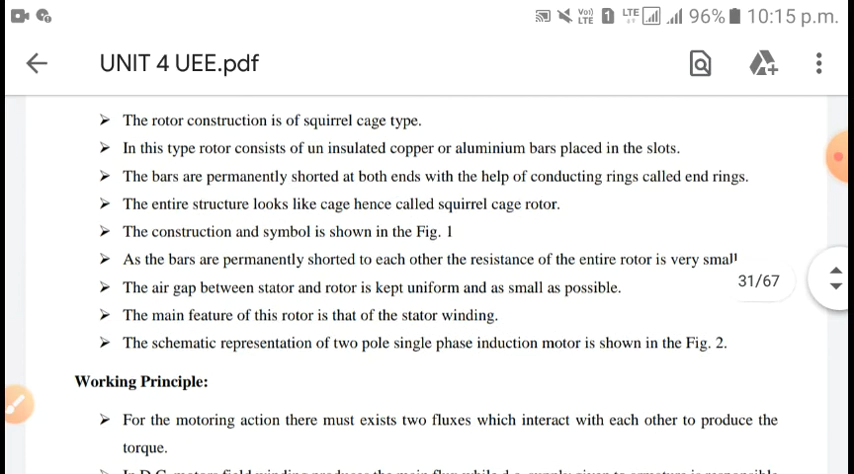 Vo) LTE 1 LTE 96% 10:15 p.m.
UNIT 4 UEE.pdf
➤ The rotor construction is of squirrel cage type.
➤ In this type rotor consists of un insulated copper or aluminium bars placed in the slots.
➤ The bars are permanently shorted at both ends with the help of conducting rings called end rings.
➤ The entire structure looks like cage hence called squirrel cage rotor.
➤ The construction and symbol is shown in the Fig. 1
➤ As the bars are permanently shorted to each other the resistance of the entire rotor is very small
31/67
➤ The air gap between stator and rotor is kept uniform and as small as possible.
➤ The main feature of this rotor is that of the stator winding.
➤ The schematic representation of two pole single phase induction motor is shown in the Fig. 2.
Working Principle:
➤ For the motoring action there must exists two fluxes which interact with each other to produce the
torque.